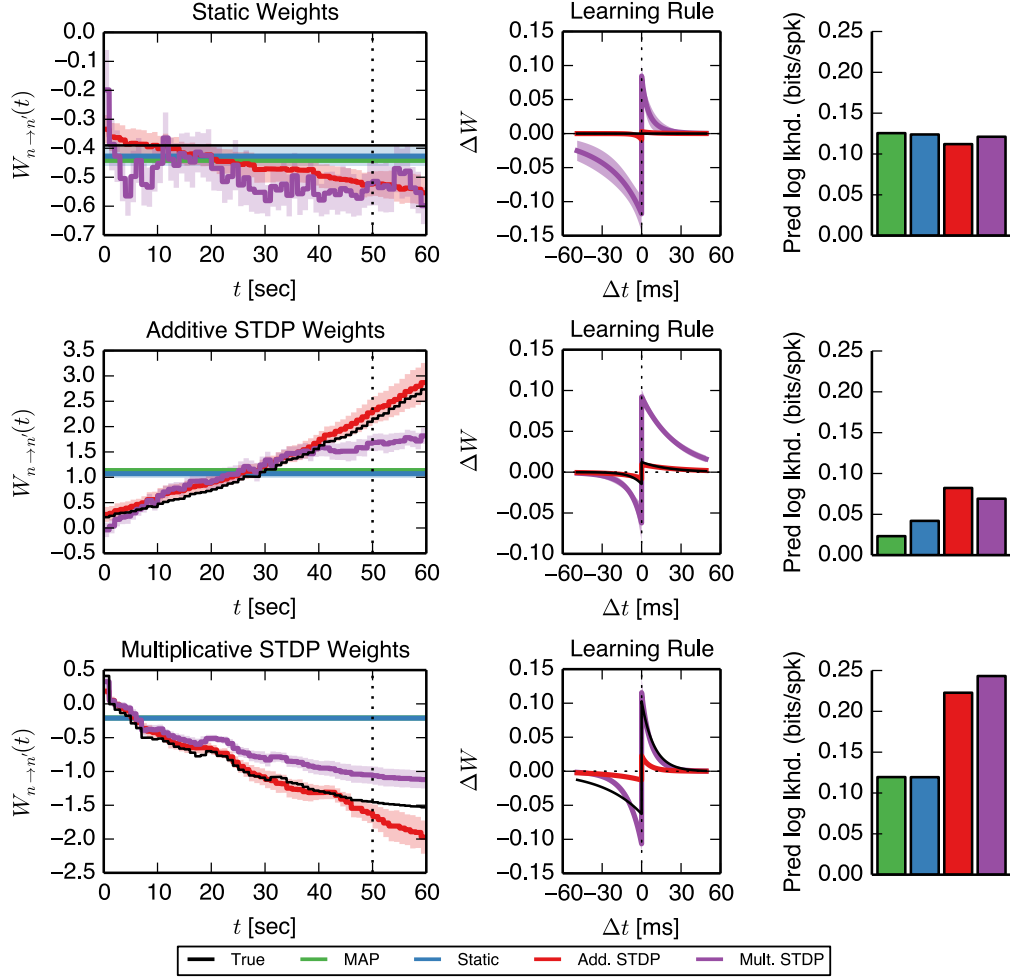 Static Weights
Learning Rule
0.0
−0.1
−0.2
−0.3
−0.4
−0.5
−0.6
−0.7
0 10 20 30 40 50 60
W_{n→n′}(t)
t [sec]
0.15
0.10
0.05
0.00
−0.05
−0.10
−0.15
−60−30 0 30 60
ΔW
Δt [ms]
0.25
0.20
0.15
0.10
0.05
0.00
Pred log lkhd. (bits/spk)
Additive STDP Weights
Learning Rule
3.5
3.0
2.5
2.0
1.5
1.0
0.5
0.0
−0.5
0 10 20 30 40 50 60
W_{n→n′}(t)
t [sec]
0.15
0.10
0.05
0.00
−0.05
−0.10
−60−30 0 30 60
ΔW
Δt [ms]
0.25
0.20
0.15
0.10
0.05
0.00
Pred log lkhd. (bits/spk)
Multiplicative STDP Weights
Learning Rule
0.5
0.0
−0.5
−1.0
−1.5
−2.0
−2.5
0 10 20 30 40 50 60
W_{n→n′}(t)
t [sec]
0.15
0.10
0.05
0.00
−0.05
−0.10
−0.15
−60−30 0 30 60
ΔW
Δt [ms]
0.25
0.20
0.15
0.10
0.05
0.00
Pred log lkhd. (bits/spk)
True MAP Static Add. STDP Mult. STDP